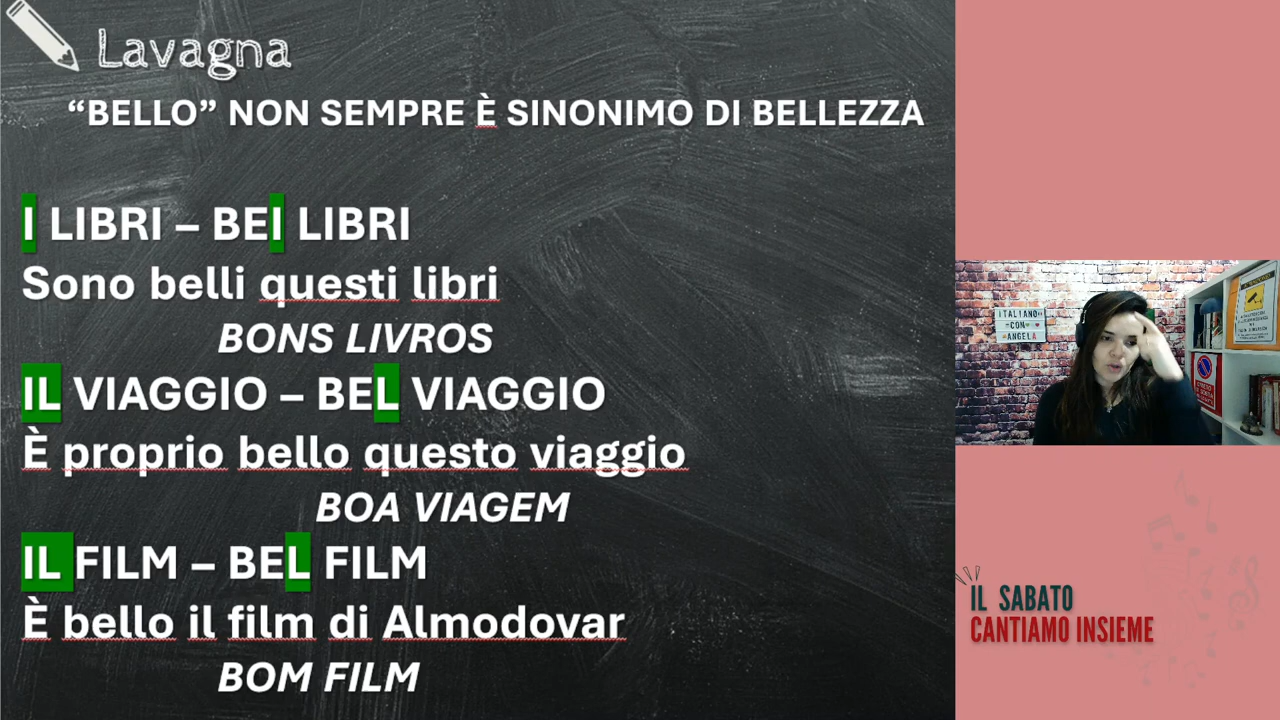 Lavagna
“BELLO” NON SEMPRE È SINONIMO DI BELLEZZA
I LIBRI – BEI LIBRI
Sono belli questi libri
BONS LIVROS
IL VIAGGIO – BEL VIAGGIO
È proprio bello questo viaggio
BOA VIAGEM
IL FILM – BEL FILM
È bello il film di Almodovar
BOM FILM
ITALIANO
CON
ANGELA
IL SABATO
CANTIAMO INSIEME